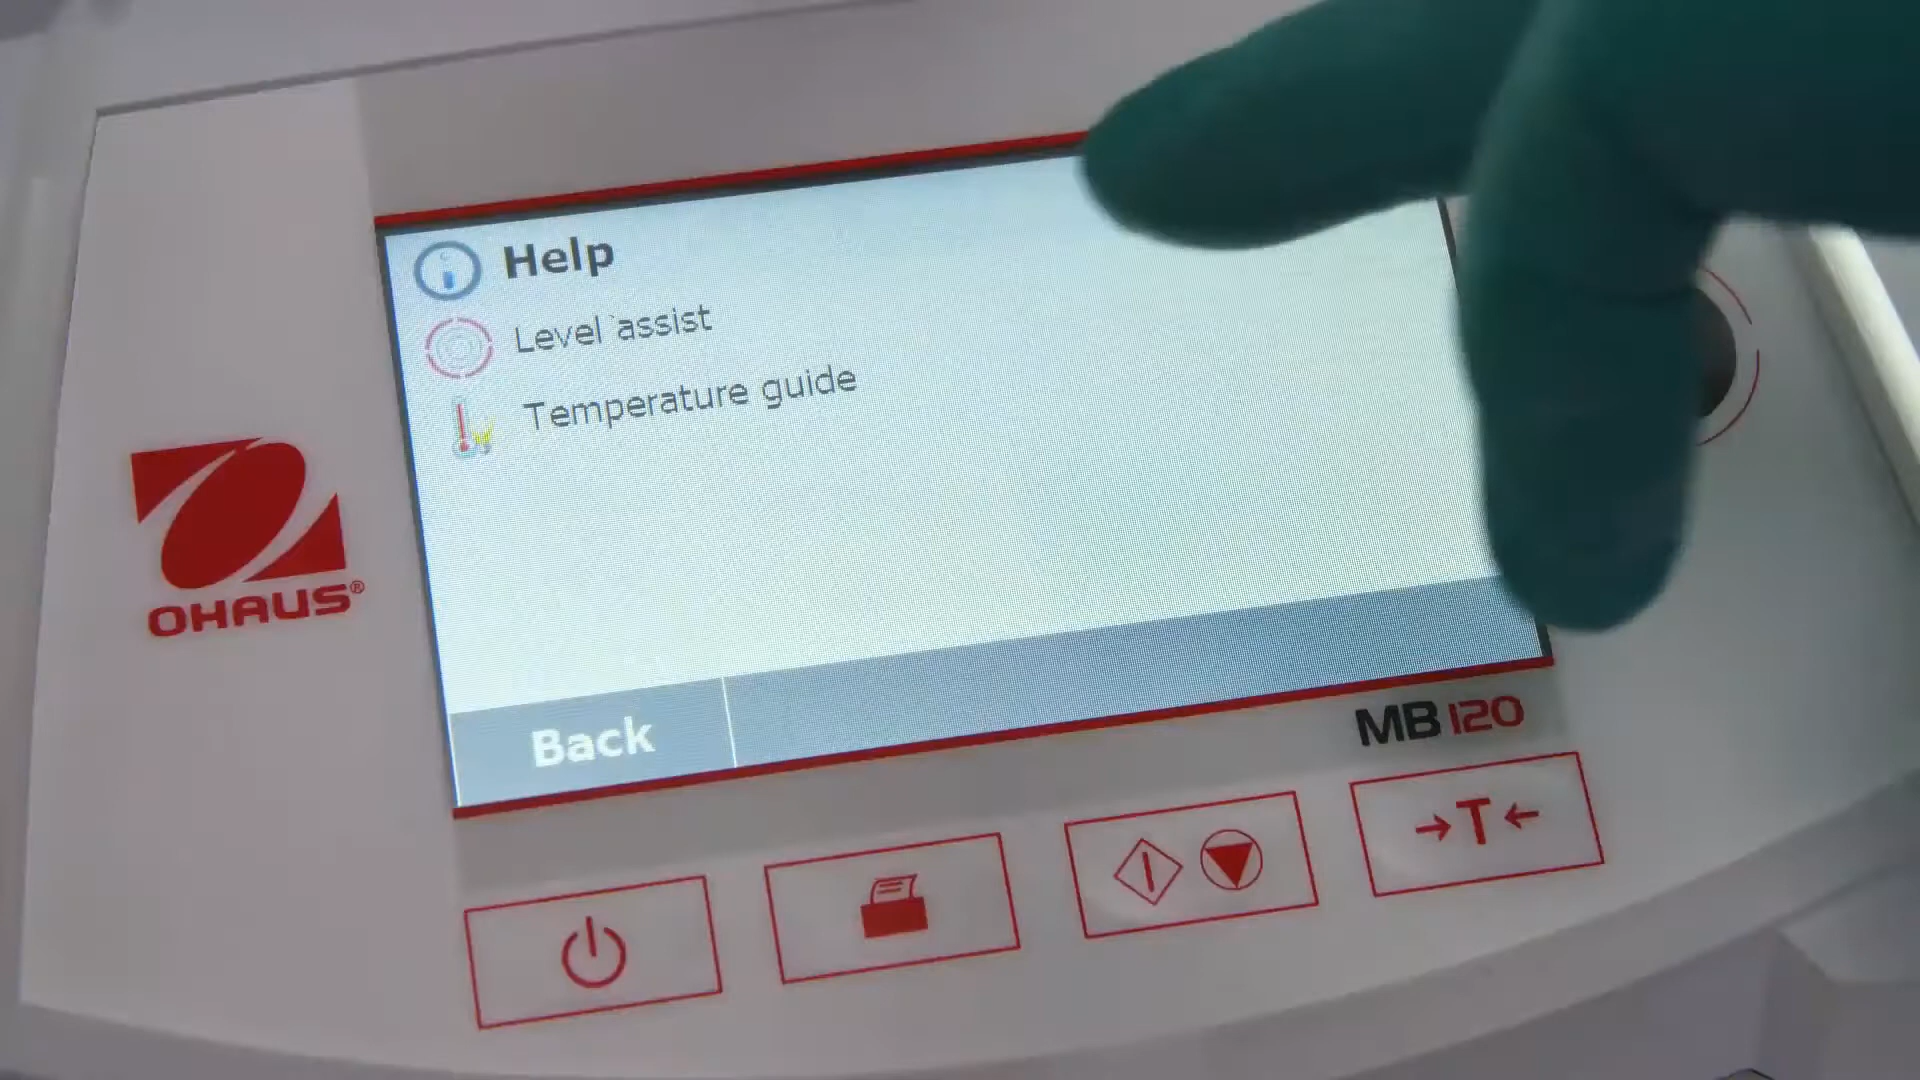 Help
Level assist
Temperature guide
OHAUS®
Back
MB120
→T←